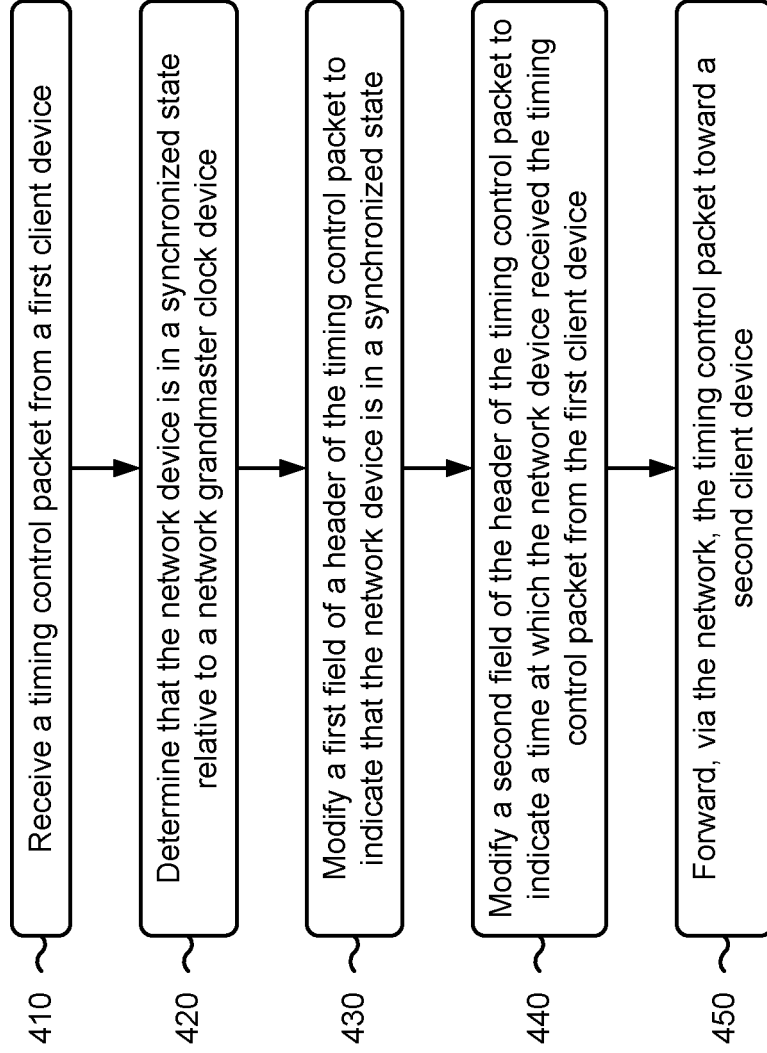 410
Receive a timing control packet from a first client device
420
Determine that the network device is in a synchronized state
relative to a network grandmaster clock device
430
Modify a first field of a header of the timing control packet to
indicate that the network device is in a synchronized state
440
Modify a second field of the header of the timing control packet to
indicate a time at which the network device received the timing
control packet from the first client device
450
Forward, via the network, the timing control packet toward a
second client device